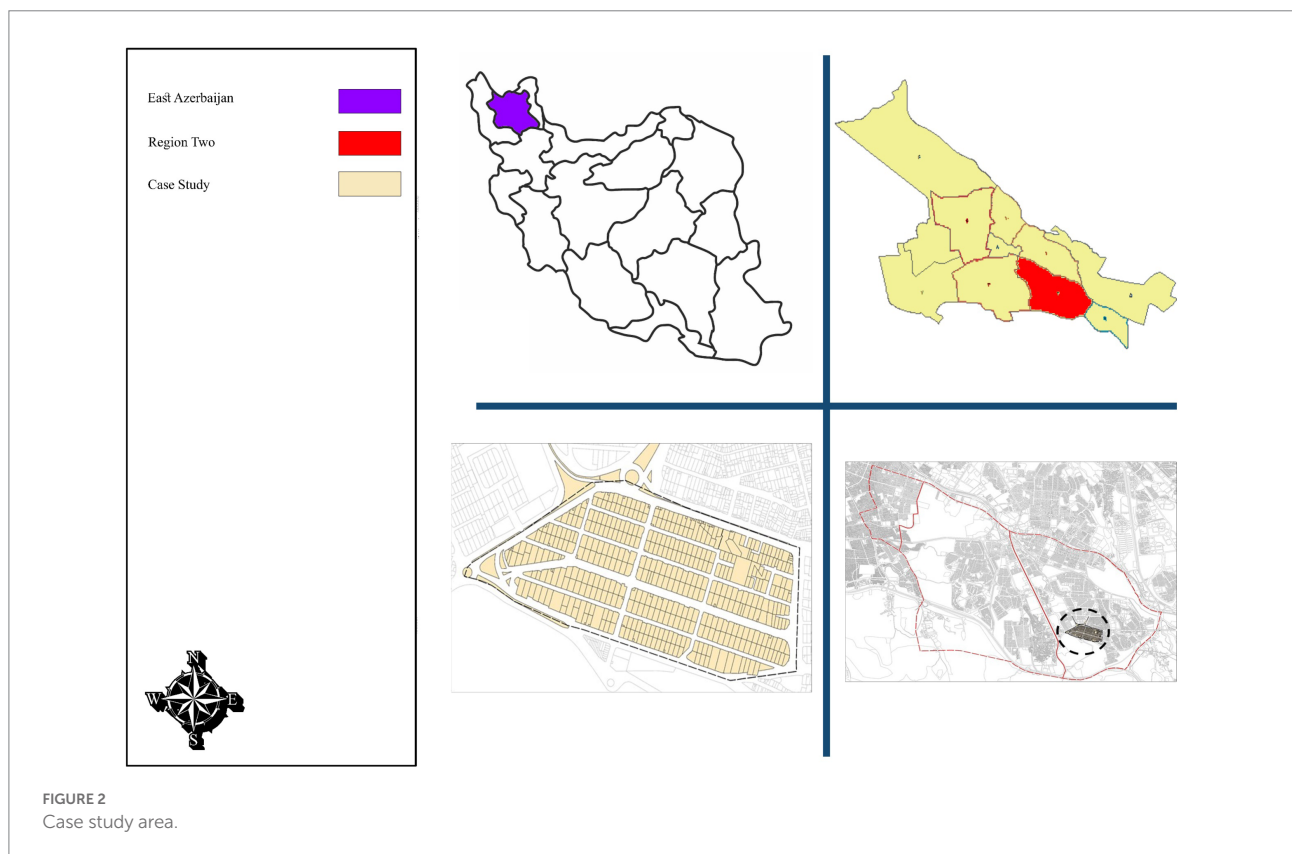 East Azerbaijan
Region Two
Case Study
N
W E
S
FIGURE 2
Case study area.